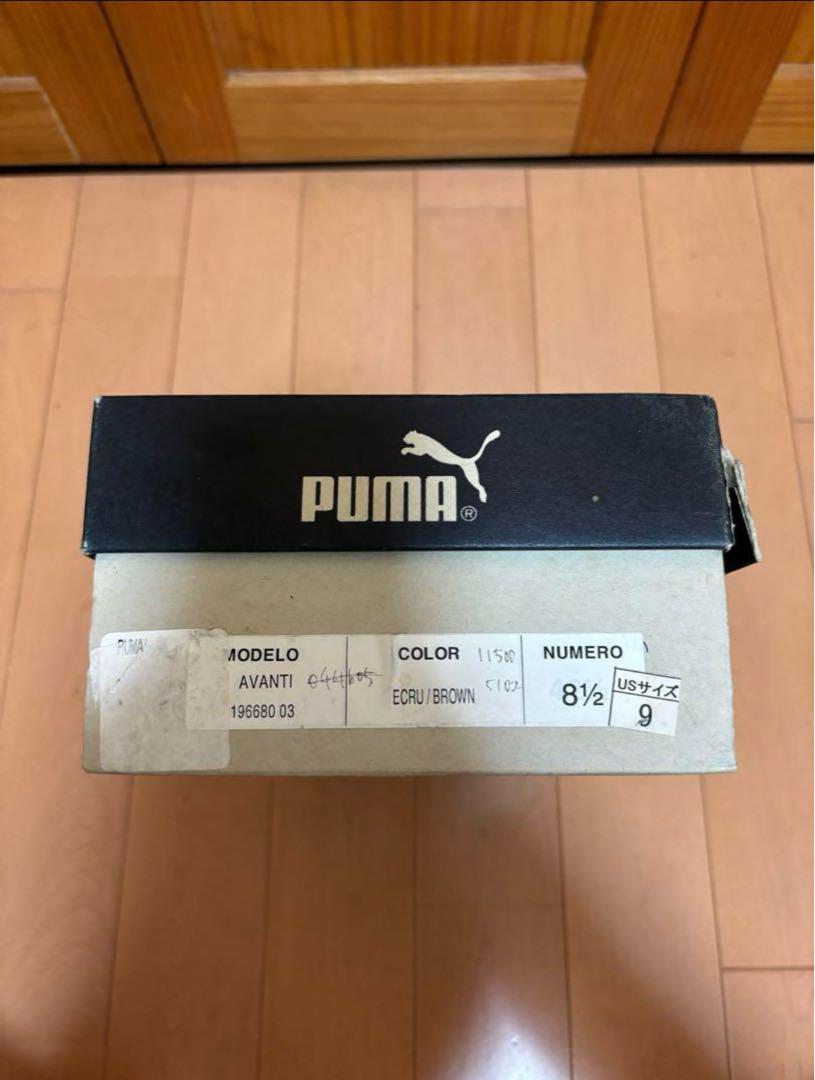 PUMA®
PUMA
MODELO
AVANTI
196680 03
COLOR 11500
ECRU/BROWN 5102
NUMERO
8½
USサイズ
9